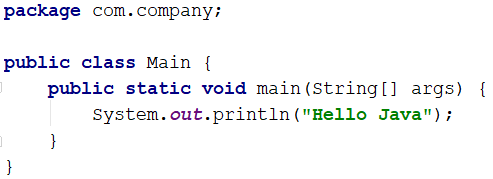 package com.company;
public class Main {
    public static void main(String[] args) {
        System.out.println("Hello Java");
    }
}